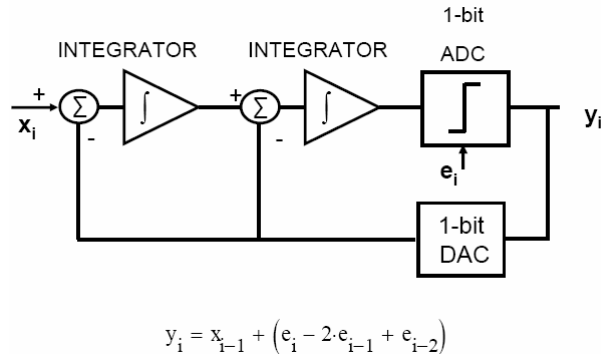 1-bit
INTEGRATOR INTEGRATOR ADC
+ + 
Σ ∫ Σ ∫
x_i - - y_i
e_i
1-bit
DAC
y_i = x_{i-1} + (e_i - 2·e_{i-1} + e_{i-2})